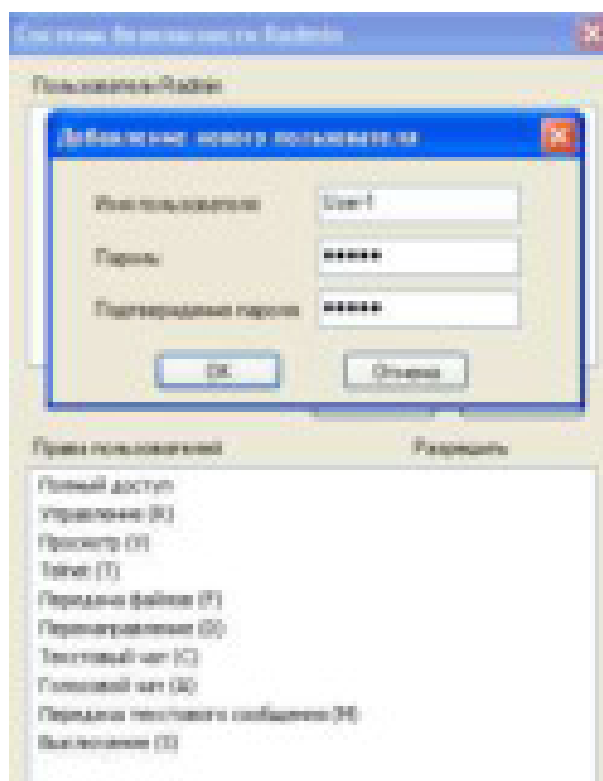 Система безопасности Radmin
Пользователи Radmin
Добавление нового пользователя
Имя пользователя
User1
Пароль
•••••
Подтверждение пароля
•••••
OK
Отмена
Права пользователей
Разрешить
Полный доступ
Управление (R)
Просмотр (V)
Telnet (T)
Передача файлов (F)
Перенаправление (D)
Текстовый чат (C)
Голосовой чат (A)
Передача текстового сообщения (M)
Выключение (S)